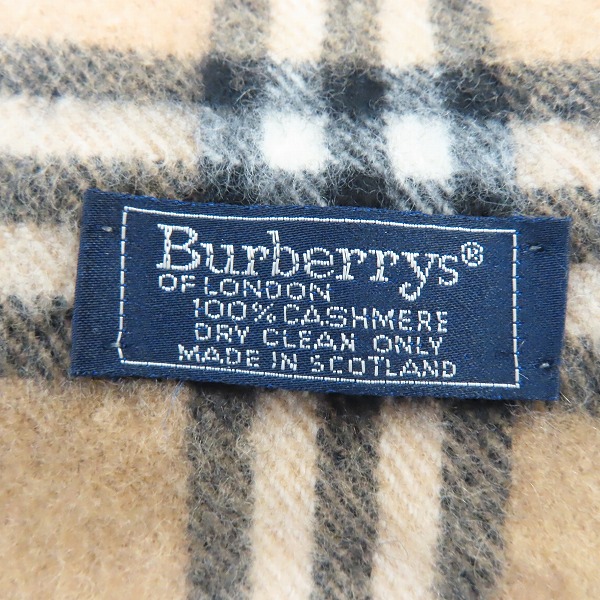 Burberrys®
OF LONDON
100% CASHMERE
DRY CLEAN ONLY
MADE IN SCOTLAND